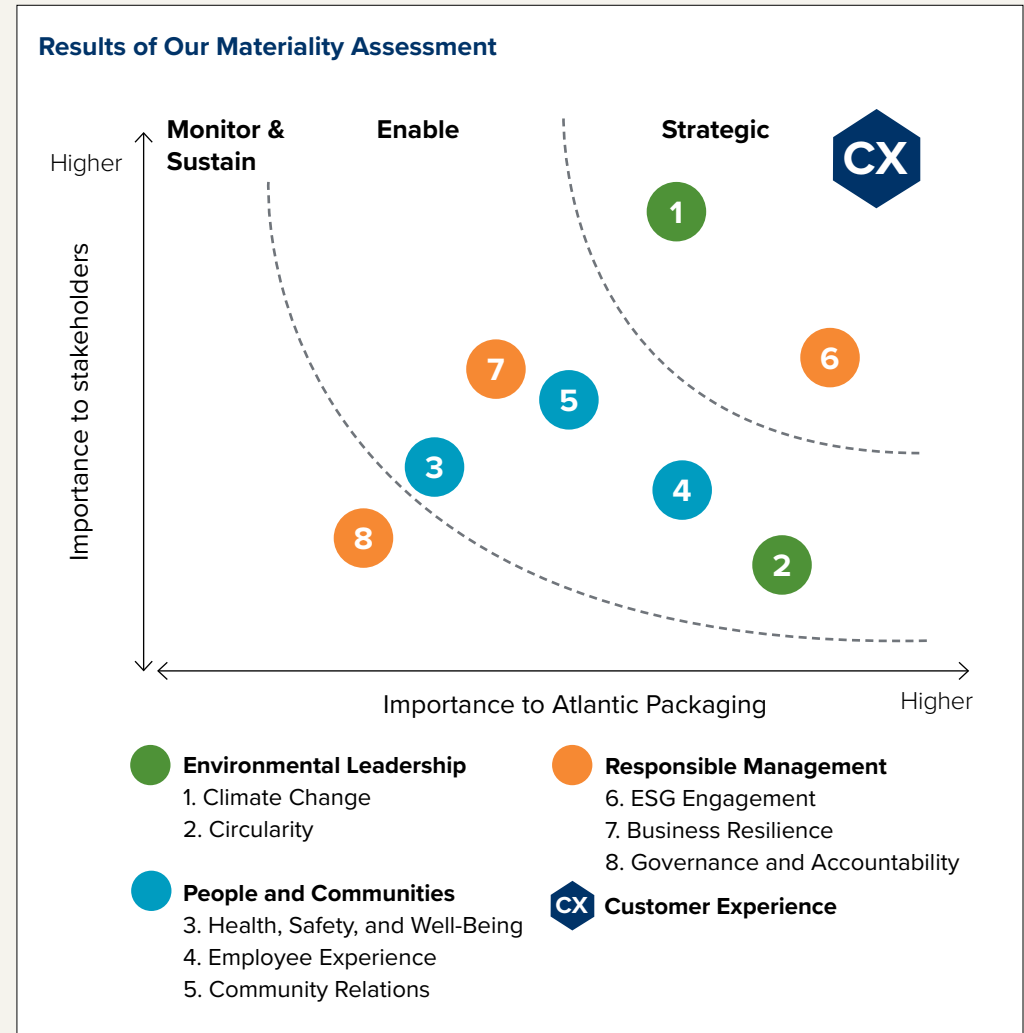 Results of Our Materiality Assessment
Monitor &
Sustain
Enable
Strategic
CX
Higher
1
6
7
5
3
4
8
2
Importance to stakeholders
Importance to Atlantic Packaging
Higher
Environmental Leadership
1. Climate Change
2. Circularity
People and Communities
3. Health, Safety, and Well-Being
4. Employee Experience
5. Community Relations
Responsible Management
6. ESG Engagement
7. Business Resilience
8. Governance and Accountability
CX Customer Experience